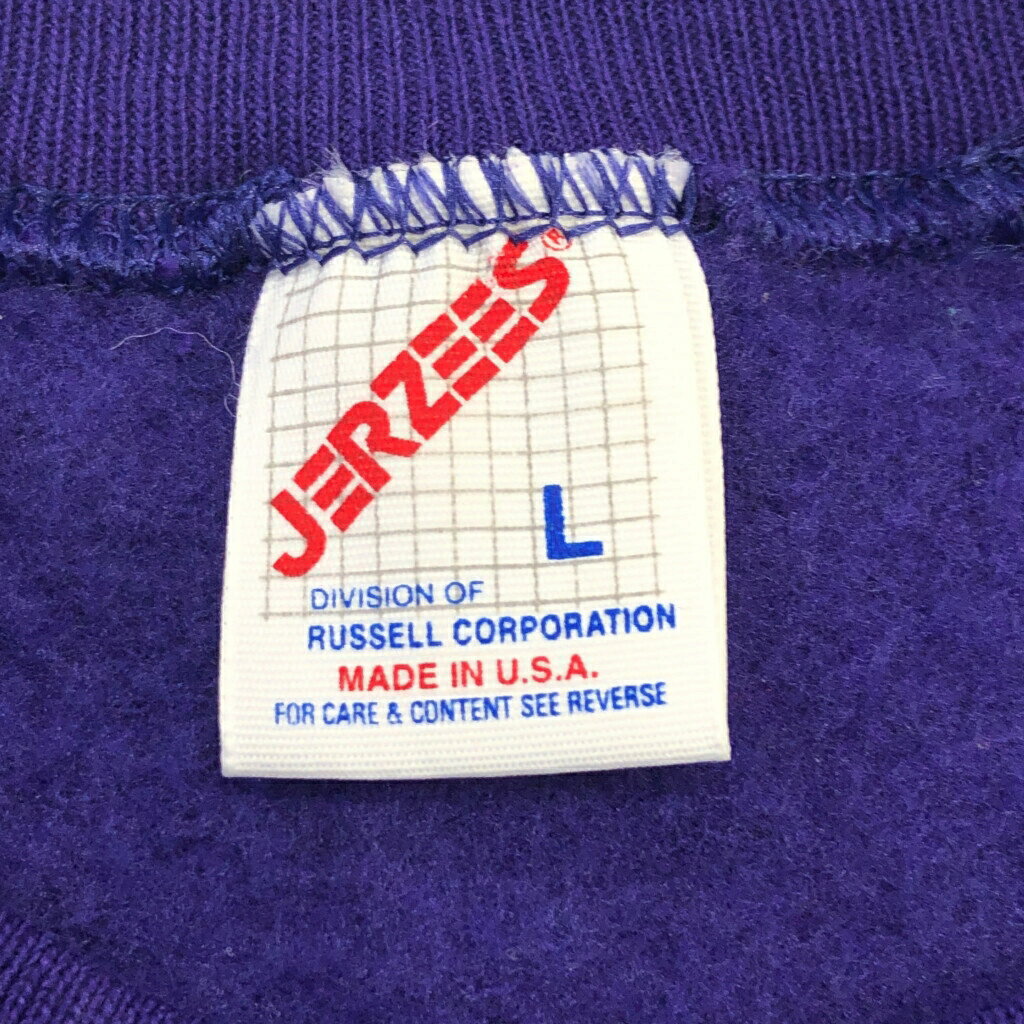 JERZEES®
L
DIVISION OF
RUSSELL CORPORATION
MADE IN U.S.A.
FOR CARE & CONTENT SEE REVERSE